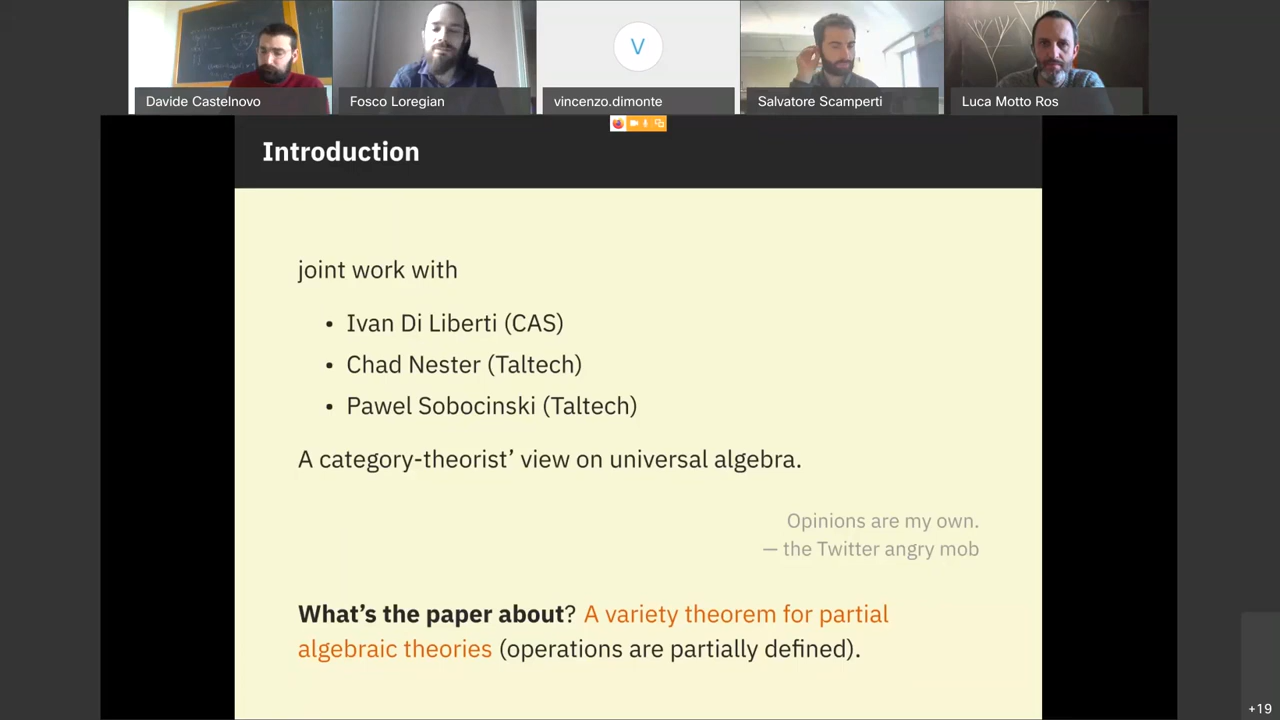 Davide Castelnovo
Fosco Loregian
V
vincenzo.dimonte
Salvatore Scamperti
Luca Motto Ros
Introduction
joint work with
• Ivan Di Liberti (CAS)
• Chad Nester (Taltech)
• Pawel Sobocinski (Taltech)
A category-theorist’ view on universal algebra.
Opinions are my own.
— the Twitter angry mob
What’s the paper about? A variety theorem for partial
algebraic theories (operations are partially defined).
+19